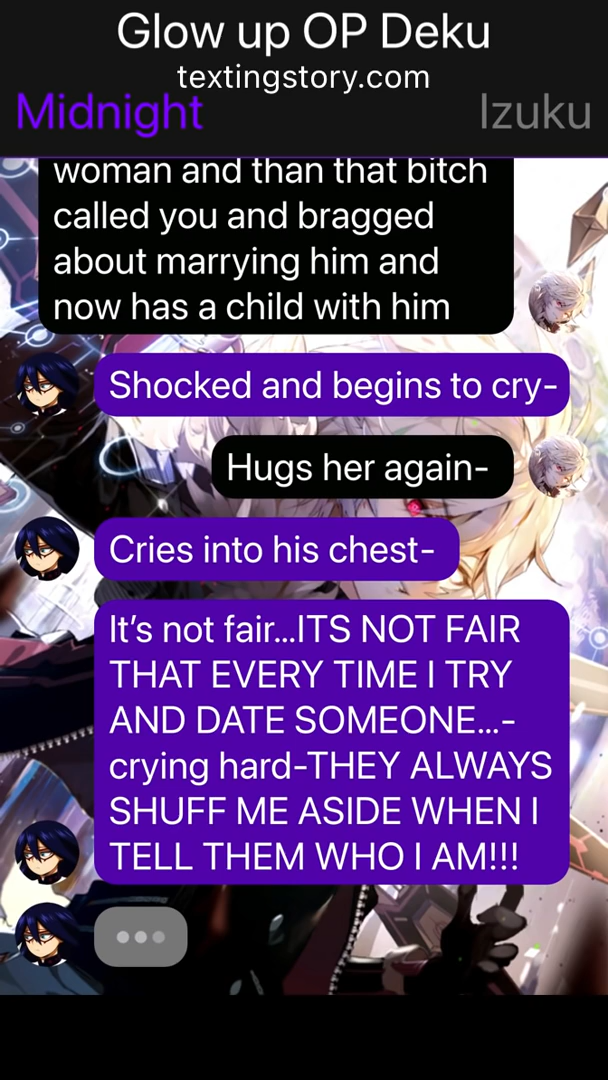 Glow up OP Deku
textingstory.com
Midnight Izuku
woman and than that bitch
called you and bragged
about marrying him and
now has a child with him
Shocked and begins to cry-
Hugs her again-
Cries into his chest-
It’s not fair...ITS NOT FAIR
THAT EVERY TIME I TRY
AND DATE SOMEONE...-
crying hard-THEY ALWAYS
SHUFF ME ASIDE WHEN I
TELL THEM WHO I AM!!!